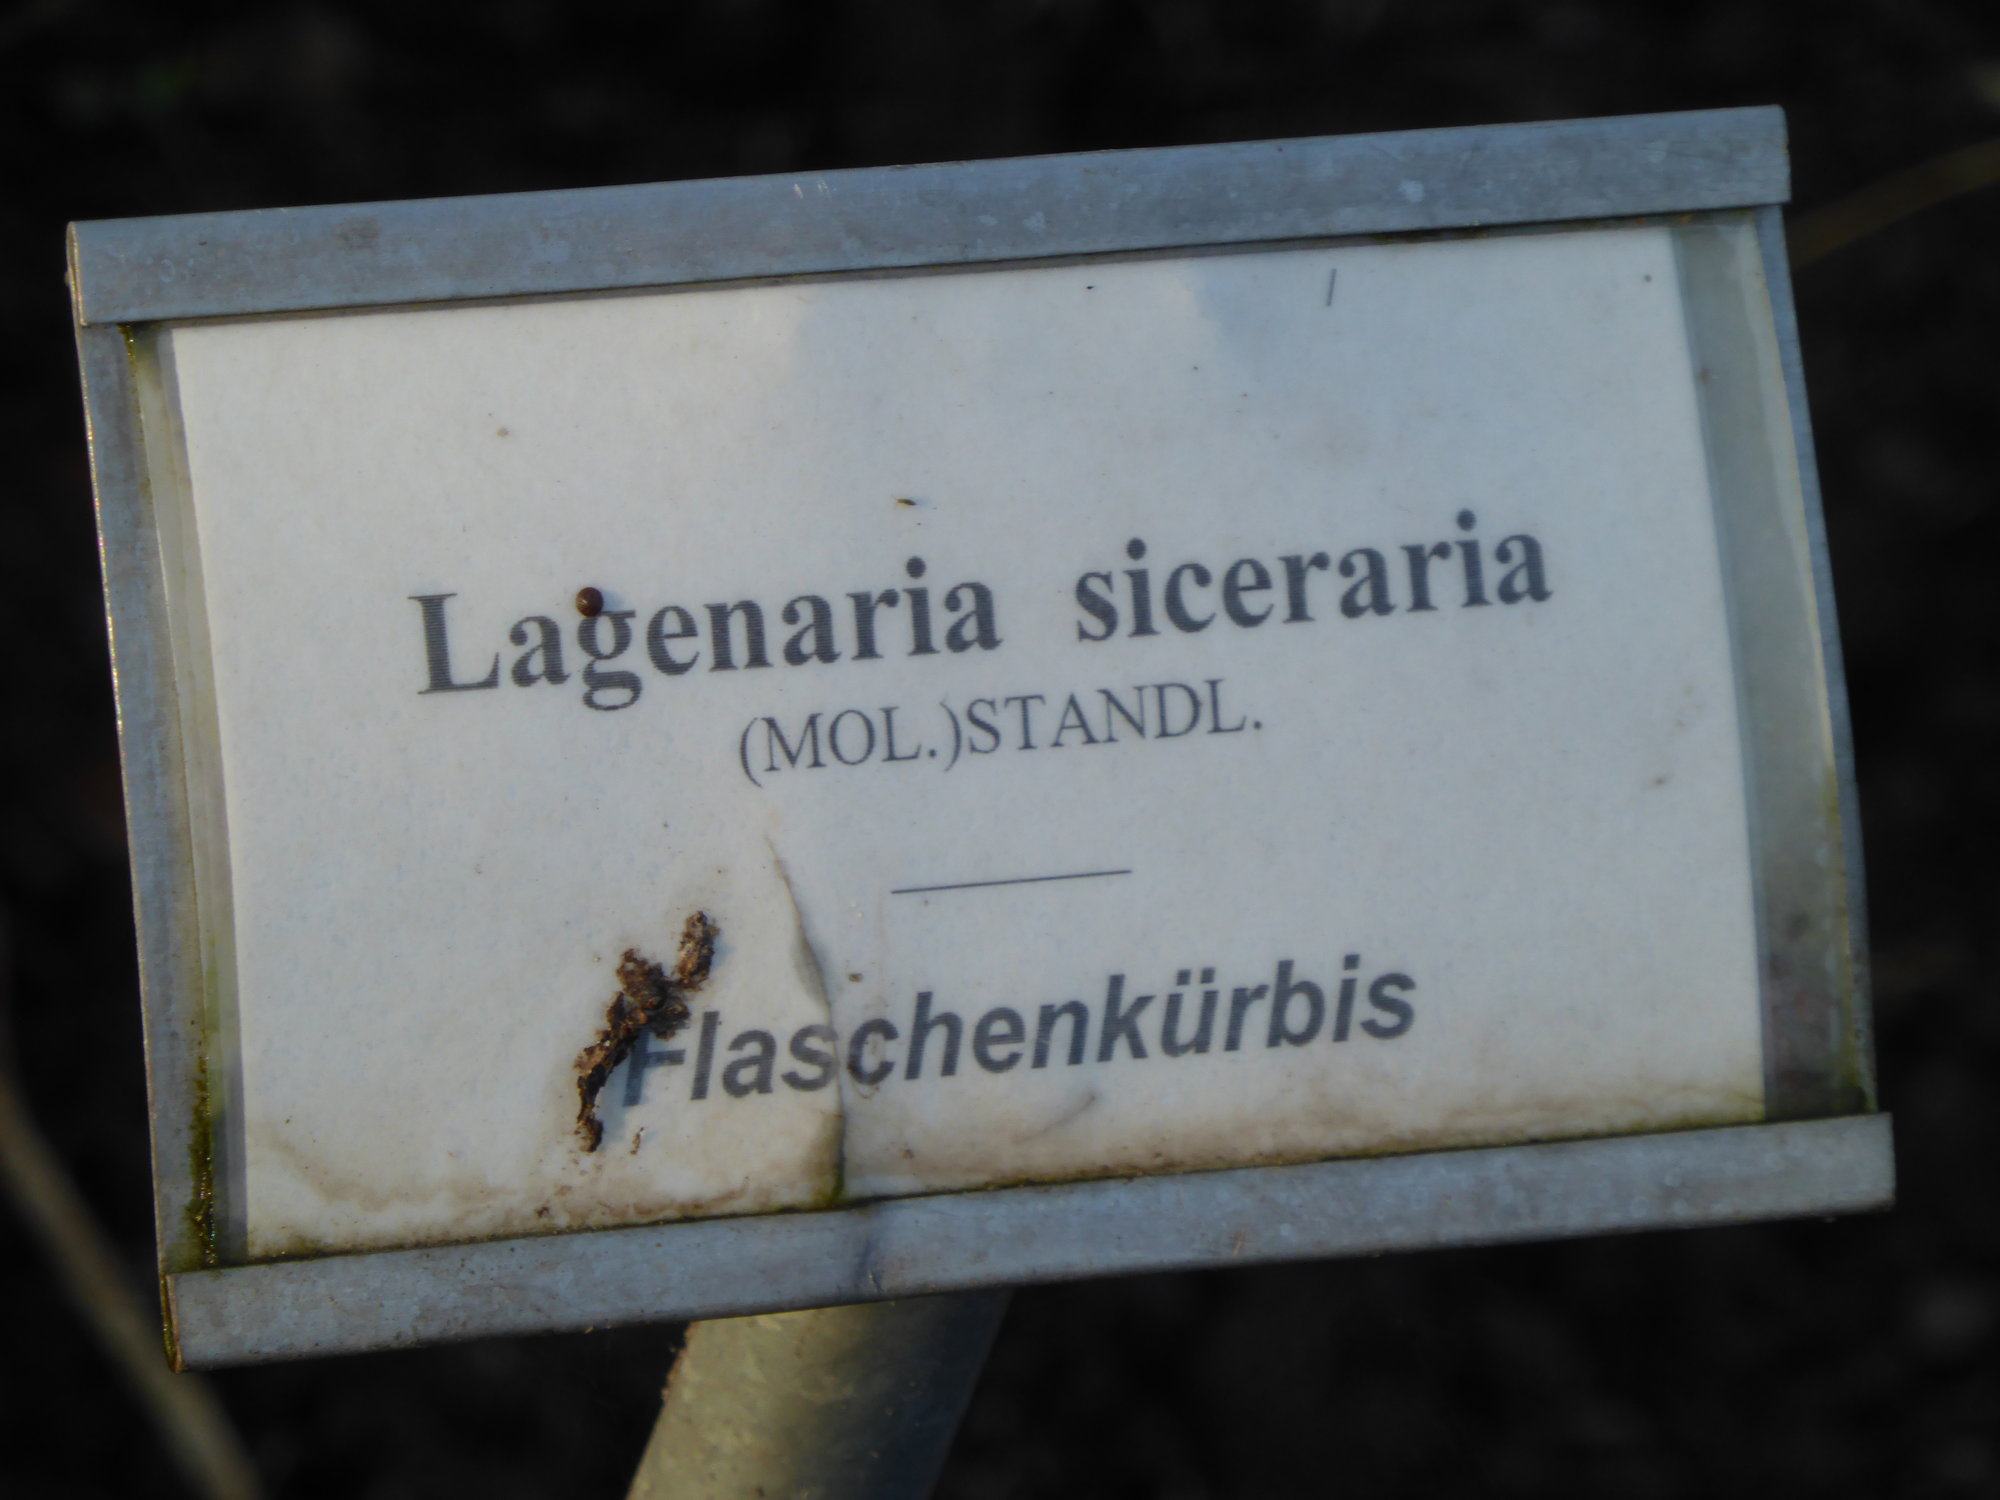 Lagenaria siceraria
(MOL.)STANDL.
Flaschenkürbis